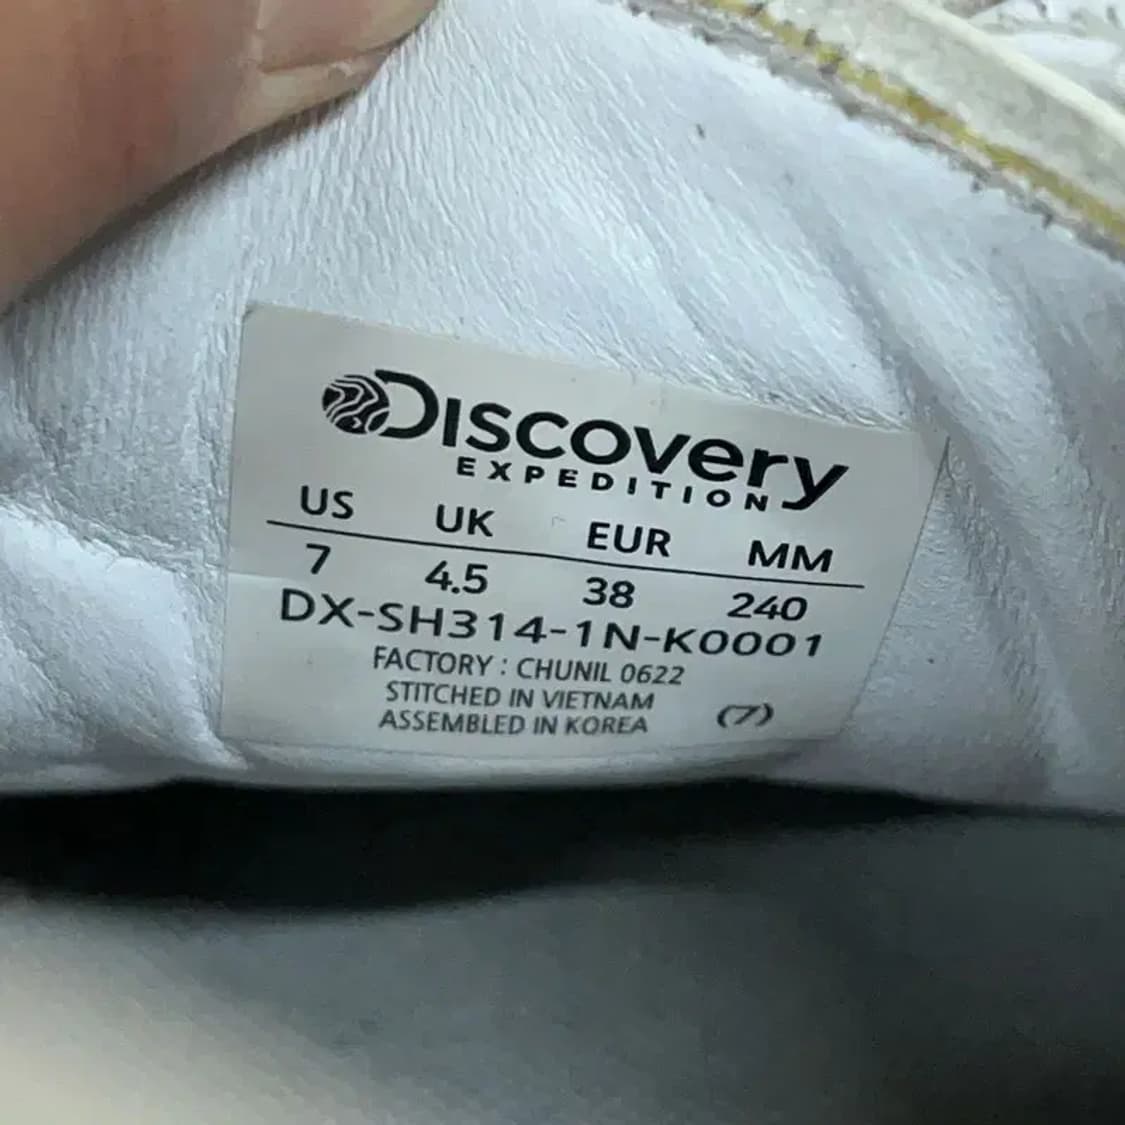 DISCOVERY
EXPEDITION
US UK EUR MM
7 4.5 38 240
DX-SH314-1N-K0001
FACTORY : CHUNIL 0622
STITCHED IN VIETNAM
ASSEMBLED IN KOREA (7)